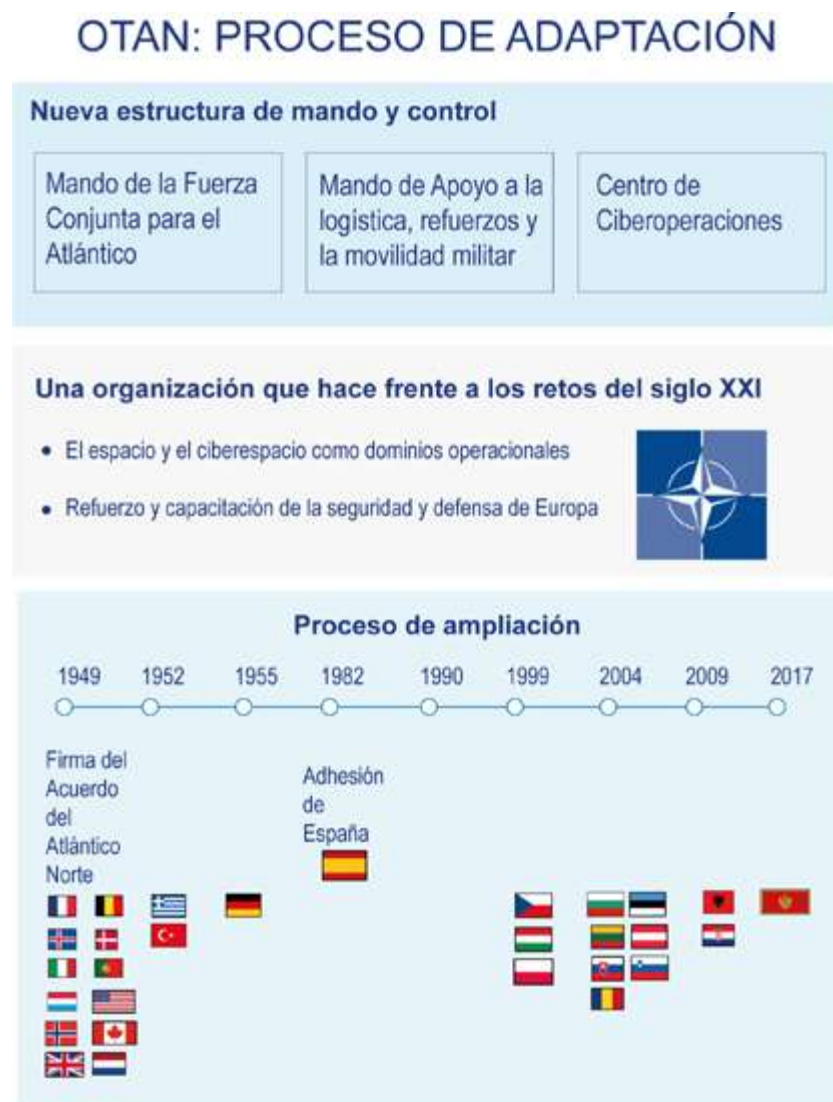 OTAN: PROCESO DE ADAPTACIÓN
Nueva estructura de mando y control
Mando de la Fuerza
Conjunta para el
Atlántico
Mando de Apoyo a la
logística, refuerzos y
la movilidad militar
Centro de
Ciberoperaciones
Una organización que hace frente a los retos del siglo XXI
• El espacio y el ciberespacio como dominios operacionales
• Refuerzo y capacitación de la seguridad y defensa de Europa
Proceso de ampliación
1949 1952 1955 1982 1990 1999 2004 2009 2017
Firma del
Acuerdo
del
Atlántico
Norte
Adhesión
de
España